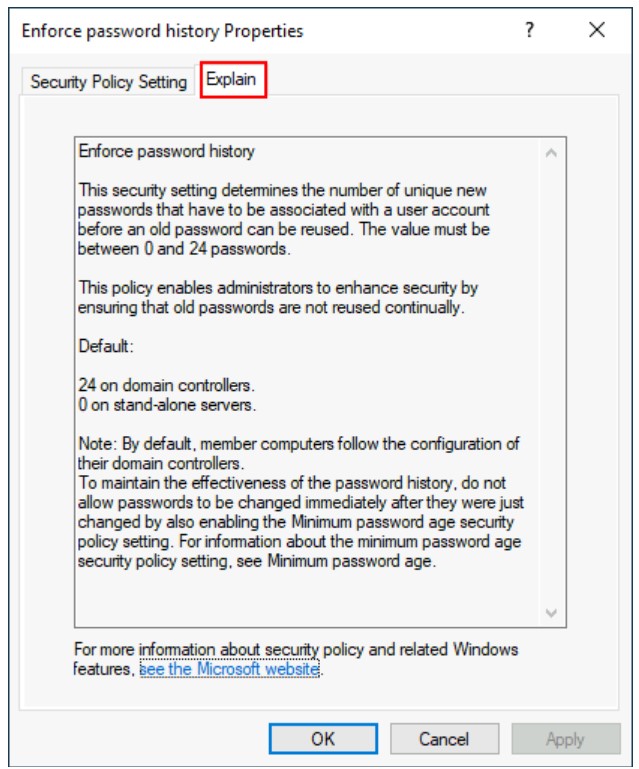 Enforce password history Properties
?
Security Policy Setting
Explain
Enforce password history
This security setting determines the number of unique new
passwords that have to be associated with a user account
before an old password can be reused. The value must be
between 0 and 24 passwords.
This policy enables administrators to enhance security by
ensuring that old passwords are not reused continually.
Default:
24 on domain controllers.
0 on stand-alone servers.
Note: By default, member computers follow the configuration of
their domain controllers.
To maintain the effectiveness of the password history, do not
allow passwords to be changed immediately after they were just
changed by also enabling the Minimum password age security
policy setting. For information about the minimum password age
security policy setting, see Minimum password age.
For more information about security policy and related Windows
features, see the Microsoft website.
OK
Cancel
Apply